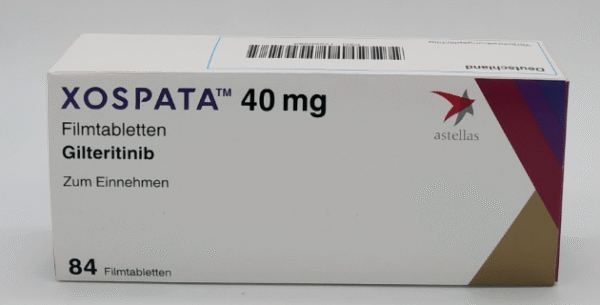 Deutschland
XOSPATA™ 40 mg
Filmtabletten
Gilteritinib
Zum Einnehmen
astellas
84 Filmtabletten